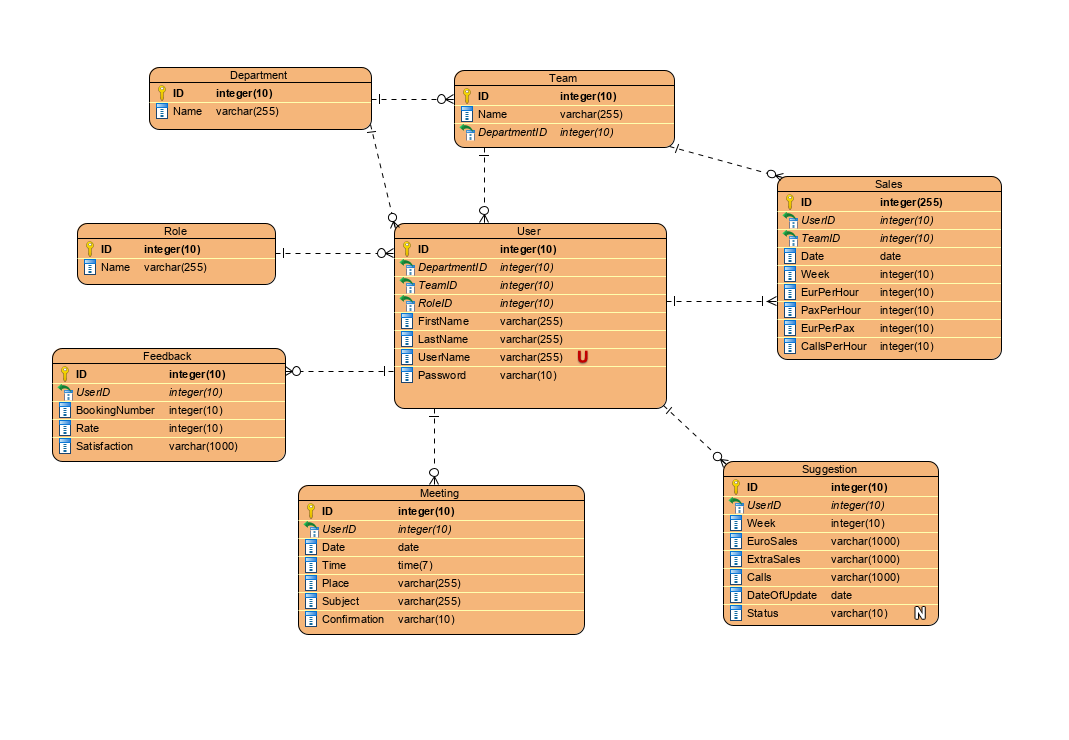 Department
ID integer(10)
Name varchar(255)
Team
ID integer(10)
Name varchar(255)
DepartmentID integer(10)
Sales
ID integer(255)
UserID integer(10)
TeamID integer(10)
Date date
Week integer(10)
EurPerHour integer(10)
PaxPerHour integer(10)
EurPerPax integer(10)
CallsPerHour integer(10)
Role
ID integer(10)
Name varchar(255)
User
ID integer(10)
DepartmentID integer(10)
TeamID integer(10)
RoleID integer(10)
FirstName varchar(255)
LastName varchar(255)
UserName varchar(255) U
Password varchar(10)
Feedback
ID integer(10)
UserID integer(10)
BookingNumber integer(10)
Rate integer(10)
Satisfaction varchar(1000)
Meeting
ID integer(10)
UserID integer(10)
Date date
Time time(7)
Place varchar(255)
Subject varchar(255)
Confirmation varchar(10)
Suggestion
ID integer(10)
UserID integer(10)
Week integer(10)
EuroSales varchar(1000)
ExtraSales varchar(1000)
Calls varchar(1000)
DateOfUpdate date
Status varchar(10) N